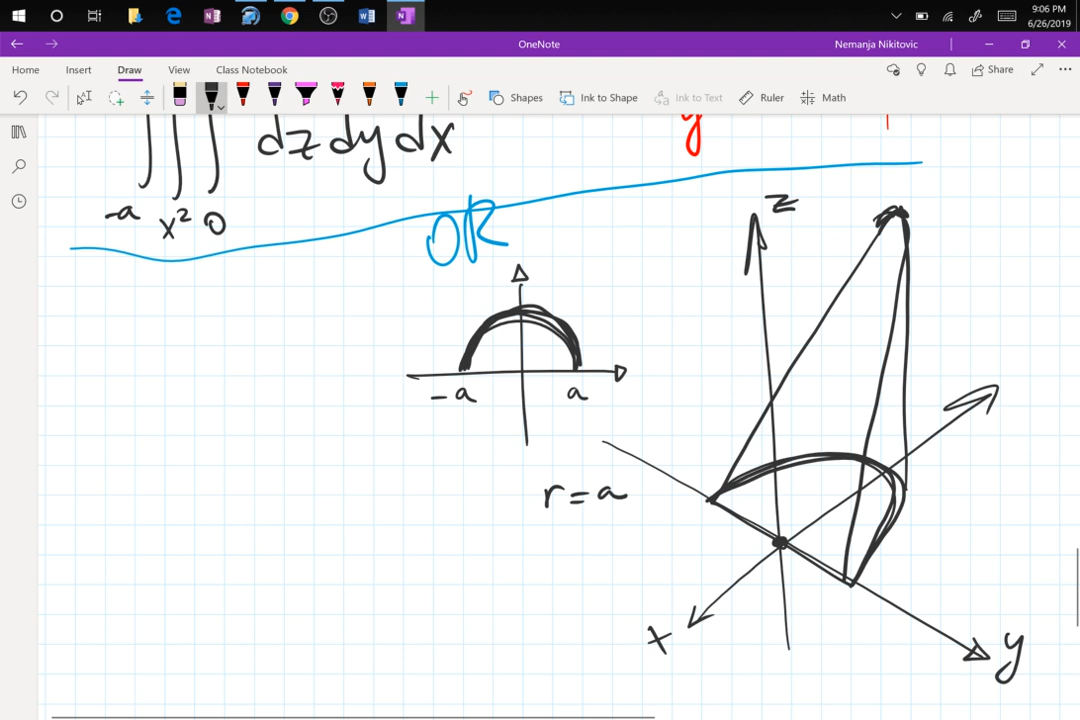 9:06 PM
6/26/2019
OneNote
Nemanja Nikitovic
Home Insert Draw View Class Notebook
Share
Shapes Ink to Shape Ink to Text Ruler Math
∫∫∫ dz dy dx
-a x² 0
y
OR
z
-a a
r = a
x
y